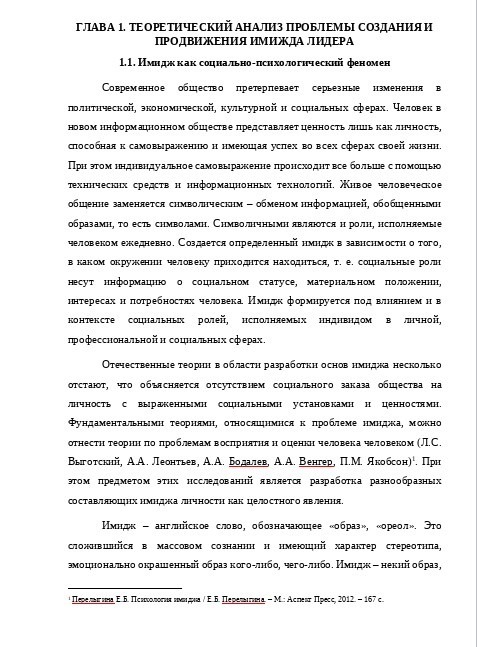 ГЛАВА 1. ТЕОРЕТИЧЕСКИЙ АНАЛИЗ ПРОБЛЕМЫ СОЗДАНИЯ И
ПРОДВИЖЕНИЯ ИМИЖДА ЛИДЕРА
1.1. Имидж как социально-психологический феномен
Современное общество претерпевает серьезные изменения в
политической, экономической, культурной и социальных сферах. Человек в
новом информационном обществе представляет ценность лишь как личность,
способная к самовыражению и имеющая успех во всех сферах своей жизни.
При этом индивидуальное самовыражение происходит все больше с помощью
технических средств и информационных технологий. Живое человеческое
общение заменяется символическим – обменом информацией, обобщенными
образами, то есть символами. Символичными являются и роли, исполняемые
человеком ежедневно. Создается определенный имидж в зависимости о того,
в каком окружении человеку приходится находиться, т. е. социальные роли
несут информацию о социальном статусе, материальном положении,
интересах и потребностях человека. Имидж формируется под влиянием и в
контексте социальных ролей, исполняемых индивидом в личной,
профессиональной и социальных сферах.
Отечественные теории в области разработки основ имиджа несколько
отстают, что объясняется отсутствием социального заказа общества на
личность с выраженными социальными установками и ценностями.
Фундаментальными теориями, относящимися к проблеме имиджа, можно
отнести теории по проблемам восприятия и оценки человека человеком (Л.С.
Выготский, А.А. Леонтьев, А.А. Бодалев, А.А. Венгер, П.М. Якобсон)1. При
этом предметом этих исследований является разработка разнообразных
составляющих имиджа личности как целостного явления.
Имидж – английское слово, обозначающее «образ», «ореол». Это
сложившийся в массовом сознании и имеющий характер стереотипа,
эмоционально окрашенный образ кого-либо, чего-либо. Имидж – некий образ,
1 Перелыгина Е.Б. Психология имиджа / Е.Б. Перелыгина. – М.: Аспект Пресс, 2012. – 167 с.